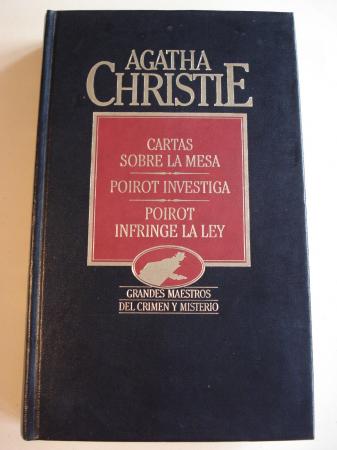 AGATHA
CHRISTIE
CARTAS
SOBRE LA MESA
POIROT INVESTIGA
POIROT
INFRINGE LA LEY
GRANDES MAESTROS
DEL CRIMEN Y MISTERIO